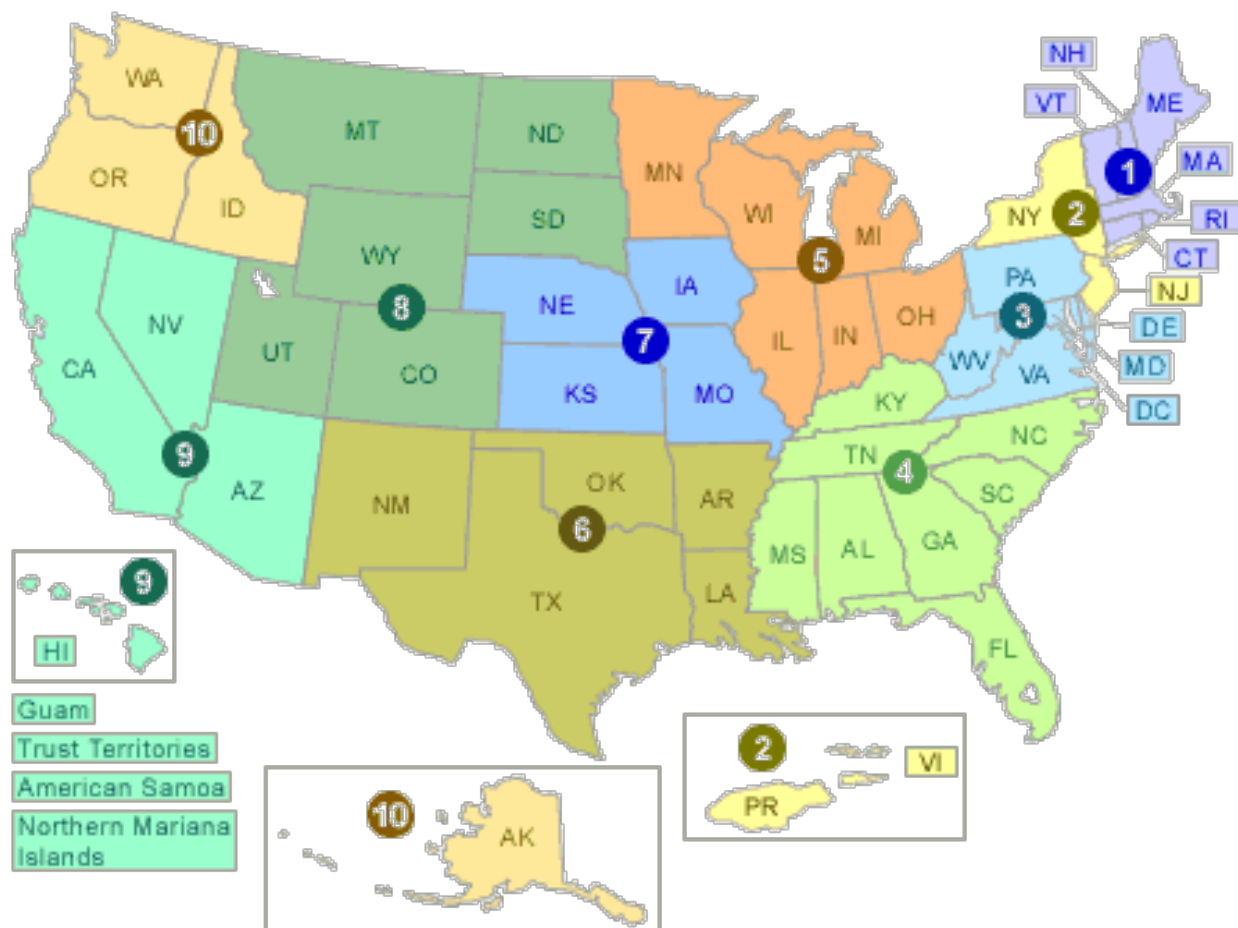 NH
VT
ME
WA
MT
ND
10
MN
MA
OR
ID
SD
WI
MI
1
NY
2
RI
WY
5
CT
PA
NJ
8
NE
IA
3
DE
NV
7
IL
IN
OH
UT
CO
WV
VA
MD
CA
KS
MO
KY
DC
NC
TN
9
4
AZ
OK
SC
NM
AR
6
MS
AL
GA
9
TX
LA
HI
FL
Guam
Trust Territories
2
VI
American Samoa
PR
10
Northern Mariana
AK
Islands